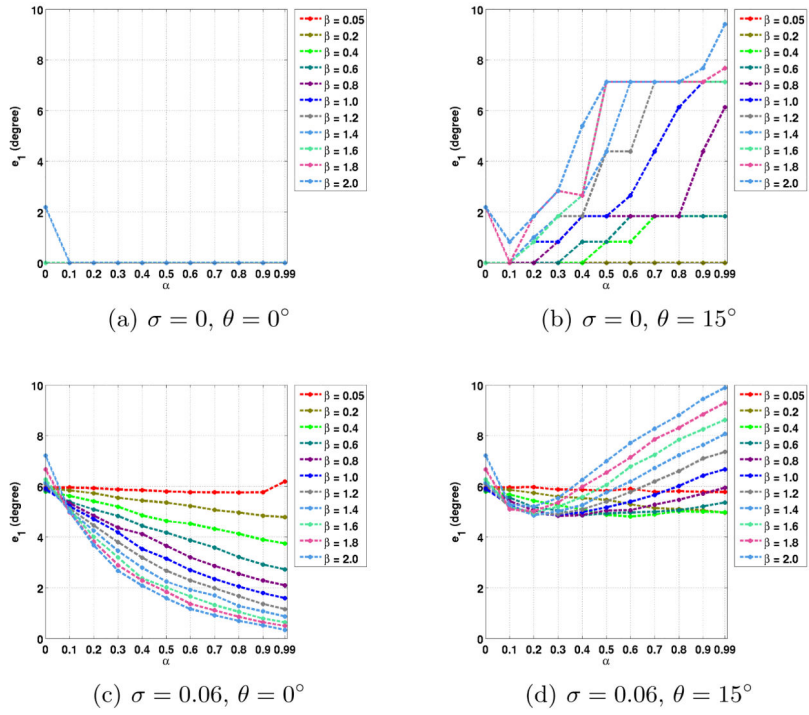 10
8
6
4
2
0
e1 (degree)
0 0.1 0.2 0.3 0.4 0.5 0.6 0.7 0.8 0.9 0.99
α
β = 0.05
β = 0.2
β = 0.4
β = 0.6
β = 0.8
β = 1.0
β = 1.2
β = 1.4
β = 1.6
β = 1.8
β = 2.0
(a) σ = 0, θ = 0°
10
8
6
4
2
0
e1 (degree)
0 0.1 0.2 0.3 0.4 0.5 0.6 0.7 0.8 0.9 0.99
α
β = 0.05
β = 0.2
β = 0.4
β = 0.6
β = 0.8
β = 1.0
β = 1.2
β = 1.4
β = 1.6
β = 1.8
β = 2.0
(b) σ = 0, θ = 15°
10
8
6
4
2
0
e1 (degree)
0 0.1 0.2 0.3 0.4 0.5 0.6 0.7 0.8 0.9 0.99
α
β = 0.05
β = 0.2
β = 0.4
β = 0.6
β = 0.8
β = 1.0
β = 1.2
β = 1.4
β = 1.6
β = 1.8
β = 2.0
(c) σ = 0.06, θ = 0°
10
8
6
4
2
0
e1 (degree)
0 0.1 0.2 0.3 0.4 0.5 0.6 0.7 0.8 0.9 0.99
α
β = 0.05
β = 0.2
β = 0.4
β = 0.6
β = 0.8
β = 1.0
β = 1.2
β = 1.4
β = 1.6
β = 1.8
β = 2.0
(d) σ = 0.06, θ = 15°